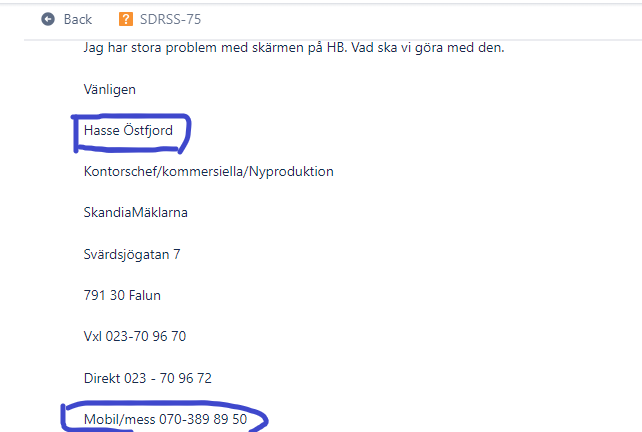 Back SDRSS-75
Jag har stora problem med skärmen på HB. Vad ska vi göra med den.
Vänligen
Hasse Östfjord
Kontorschef/kommersiella/Nyproduktion
SkandiaMäklarna
Svärdsjögatan 7
791 30 Falun
Vxl 023-70 96 70
Direkt 023 - 70 96 72
Mobil/mess 070-389 89 50